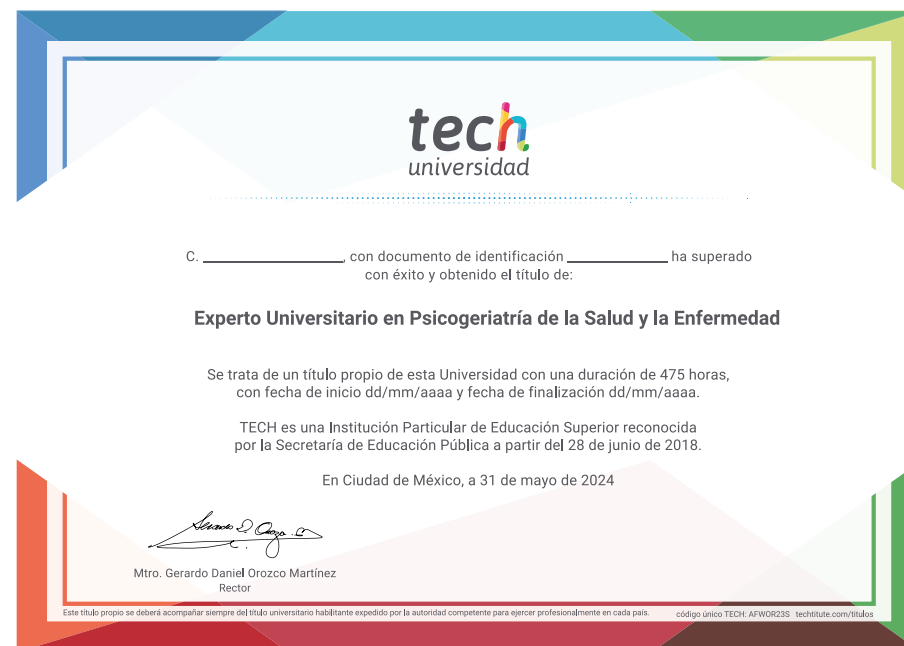 tech
universidad
C. , con documento de identificación ha superado
con éxito y obtenido el título de:
Experto Universitario en Psicogeriatría de la Salud y la Enfermedad
Se trata de un título propio de esta Universidad con una duración de 475 horas,
con fecha de inicio dd/mm/aaaa y fecha de finalización dd/mm/aaaa.
TECH es una Institución Particular de Educación Superior reconocida
por la Secretaría de Educación Pública a partir del 28 de junio de 2018.
En Ciudad de México, a 31 de mayo de 2024
Mtro. Gerardo Daniel Orozco Martínez
Rector
Este título propio se deberá acompañar siempre del título universitario habilitante expedido por la autoridad competente para ejercer profesionalmente en cada país. código único TECH: AFWOR23S techtitute.com/titulos